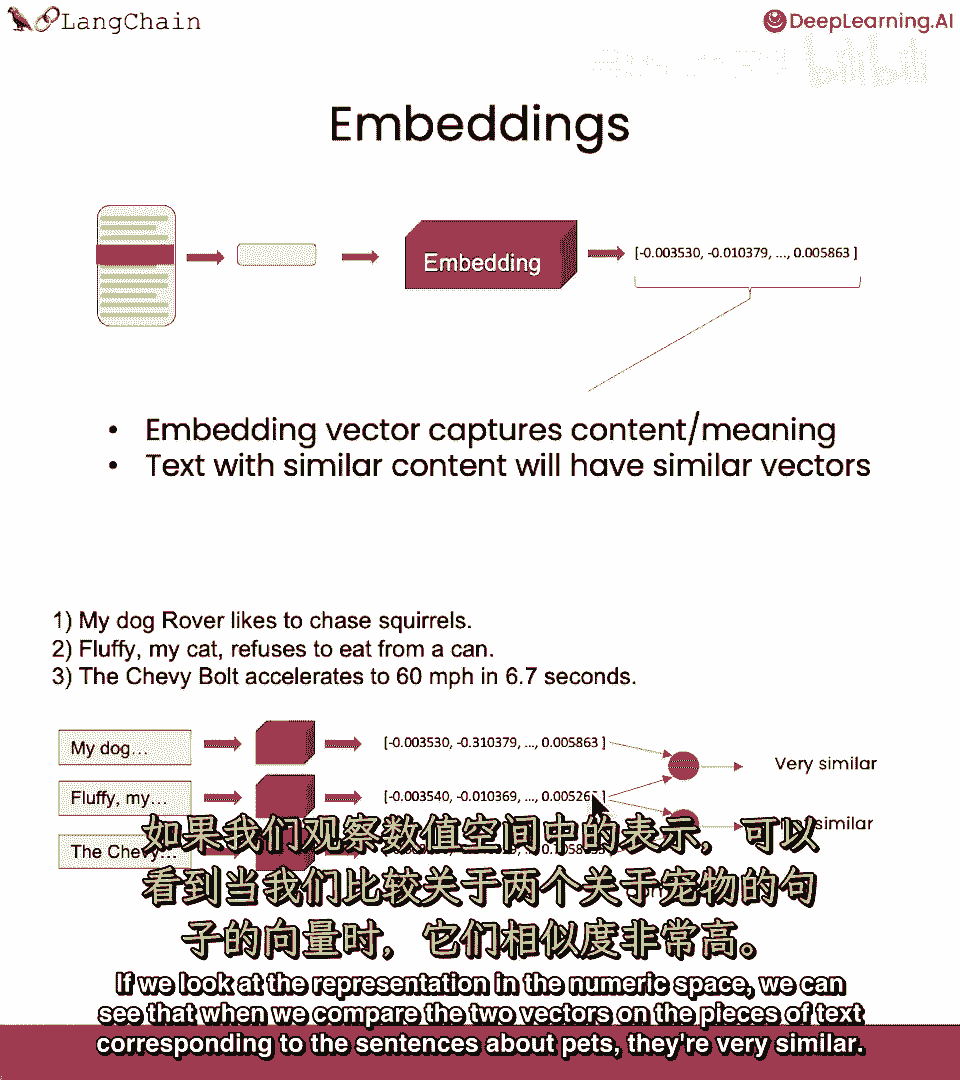 LangChain
DeepLearning.AI
Embeddings
Embedding
[-0.003530, -0.010379, ..., 0.005863 ]
• Embedding vector captures content/meaning
• Text with similar content will have similar vectors
1) My dog Rover likes to chase squirrels.
2) Fluffy, my cat, refuses to eat from a can.
3) The Chevy Bolt accelerates to 60 mph in 6.7 seconds.
My dog...
[-0.003530, -0.310379, ..., 0.005863 ]
Very similar
Fluffy, my...
[-0.003540, -0.010369, ..., 0.00526
similar
The Chevy...
如果我们观察数值空间中的表示，可以
看到当我们比较关于两个关于宠物的句
子的向量时，它们相似度非常高。
If we look at the representation in the numeric space, we can
see that when we compare the two vectors on the pieces of text
corresponding to the sentences about pets, they're very similar.